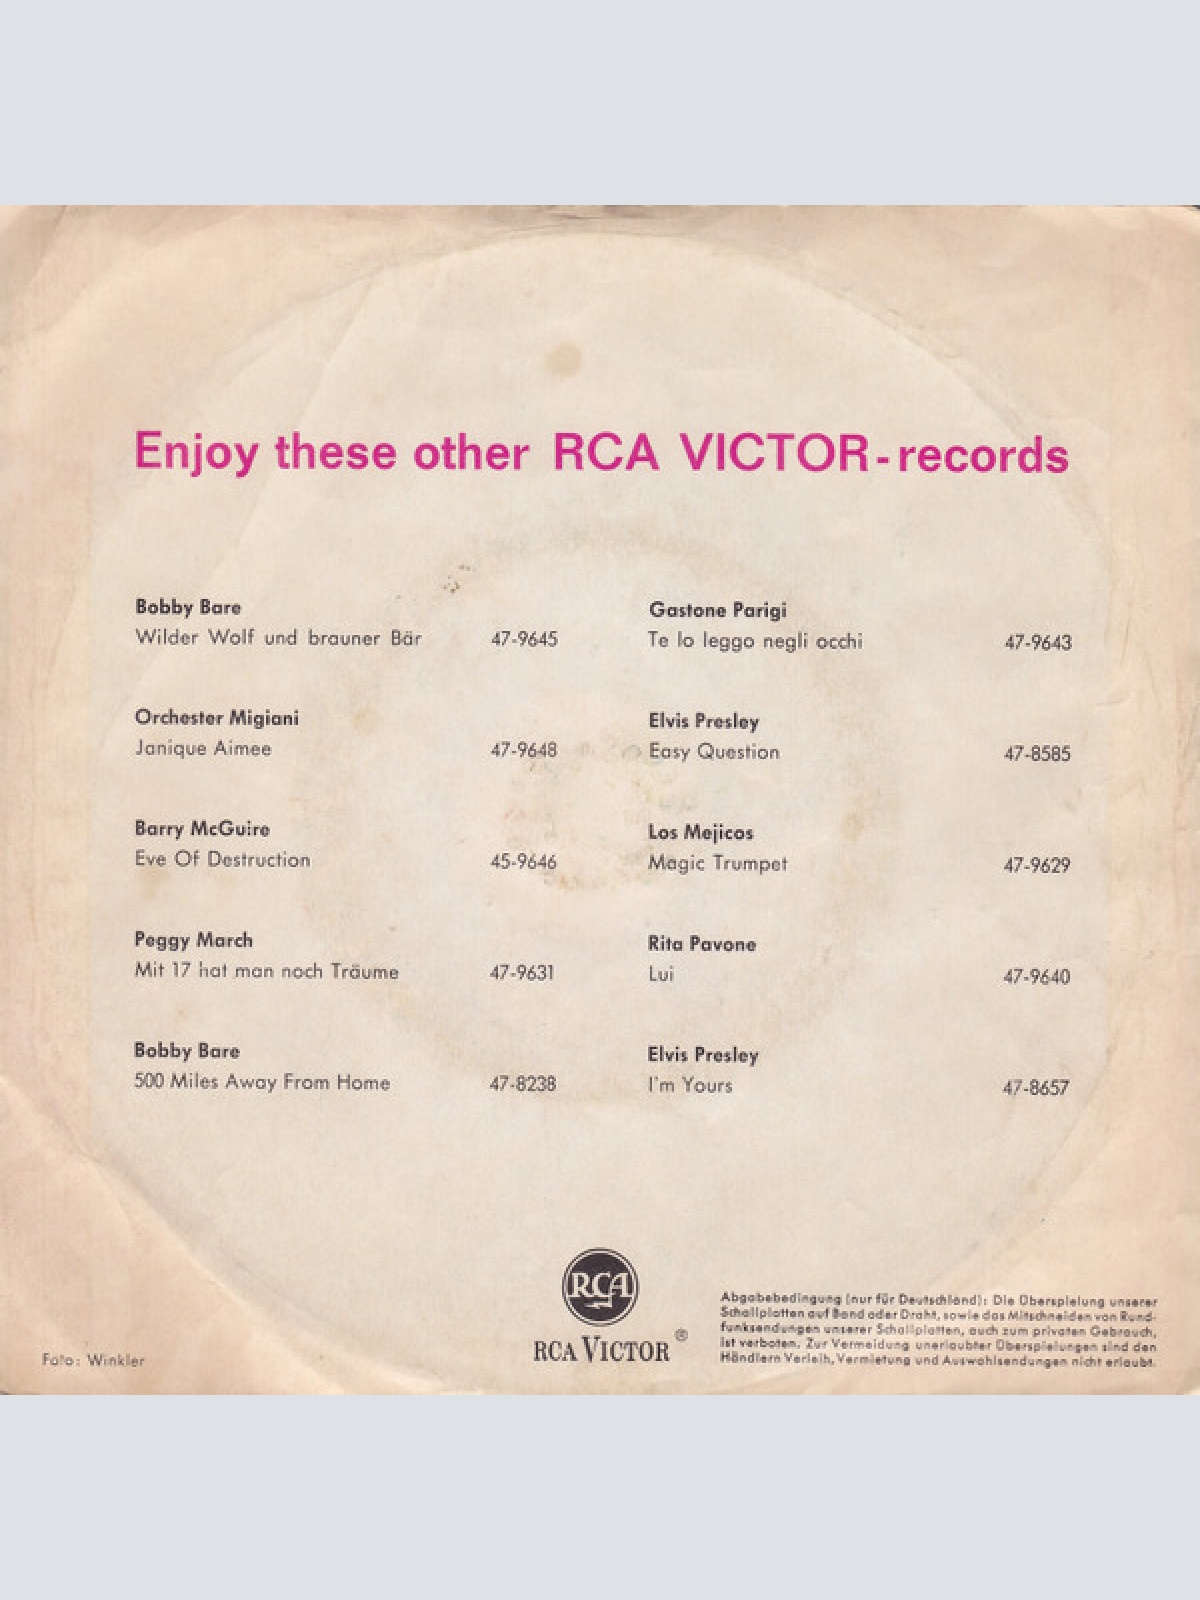 Enjoy these other RCA VICTOR-records
Bobby Bare
Wilder Wolf und brauner Bär 47-9645
Orchester Migiani
Janique Aimee 47-9648
Barry McGuire
Eve Of Destruction 45-9646
Peggy March
Mit 17 hat man noch Träume 47-9631
Bobby Bare
500 Miles Away From Home 47-8238
Gastone Parigi
Te lo leggo negli occhi 47-9643
Elvis Presley
Easy Question 47-8585
Los Mejicos
Magic Trumpet 47-9629
Rita Pavone
Lui 47-9640
Elvis Presley
I'm Yours 47-8657
Foto: Winkler
RCA
RCA VICTOR ®
Abgabebedingung (nur für Deutschland): Die Überspielung unserer
Schallplatten auf Band oder Draht, sowie das Mitschneiden von Rund-
funksendungen unserer Schallplatten, auch zum privaten Gebrauch,
ist verboten. Zur Vermeidung unerlaubter Überspielungen sind den
Händlern Verleih, Vermietung und Auswahlsendungen nicht erlaubt.